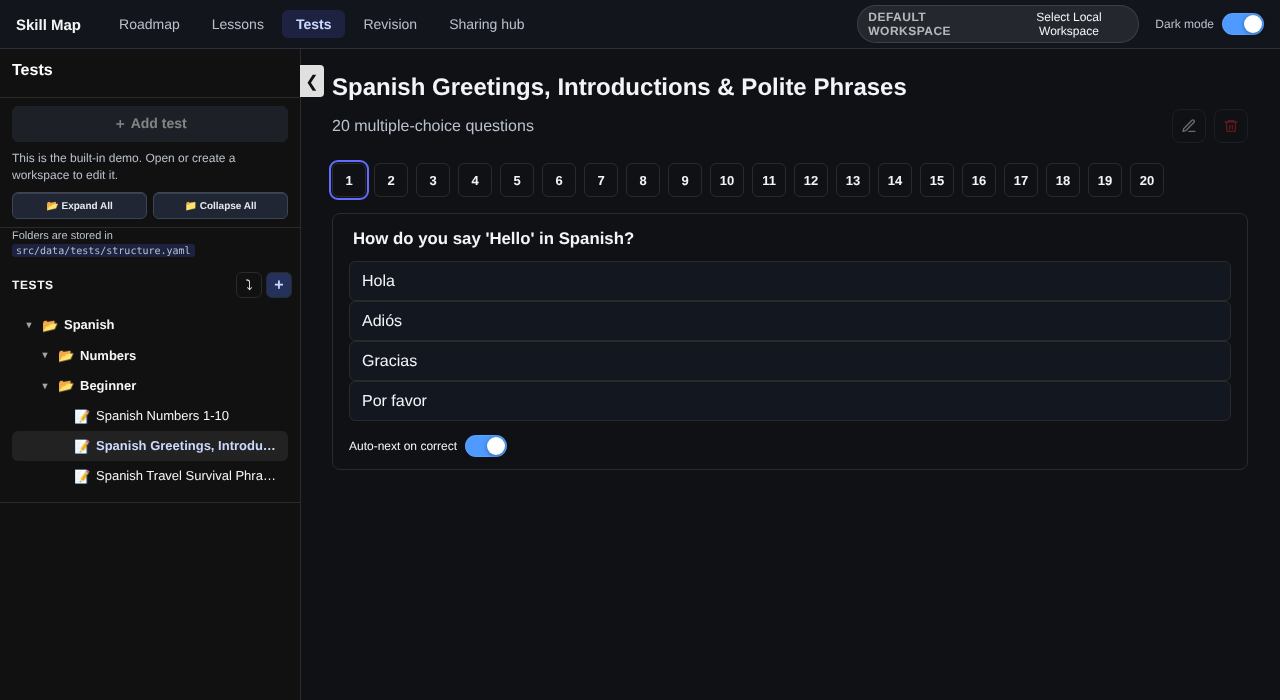 Skill Map
Roadmap
Lessons
Tests
Revision
Sharing hub
DEFAULT
WORKSPACE
Select Local
Workspace
Dark mode
Tests
+ Add test
This is the built-in demo. Open or create a
workspace to edit it.
Expand All
Collapse All
Folders are stored in
src/data/tests/structure.yaml
TESTS
+
Spanish
Numbers
Beginner
Spanish Numbers 1-10
Spanish Greetings, Introdu...
Spanish Travel Survival Phra...
Spanish Greetings, Introductions & Polite Phrases
20 multiple-choice questions
1 2 3 4 5 6 7 8 9 10 11 12 13 14 15 16 17 18 19 20
How do you say 'Hello' in Spanish?
Hola
Adiós
Gracias
Por favor
Auto-next on correct